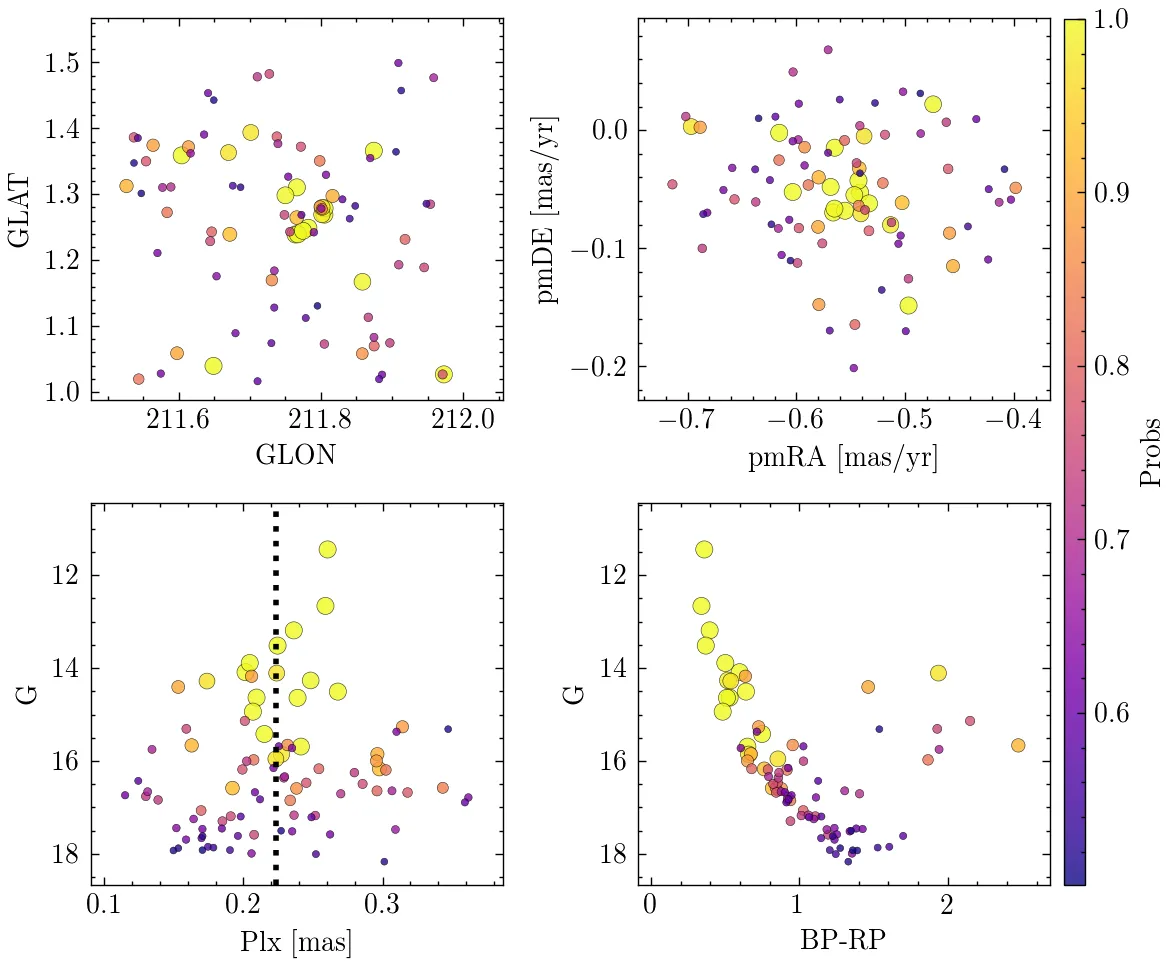 1.5
1.4
1.3
1.2
1.1
1.0
GLAT
211.6 211.8 212.0
GLON
0.0
−0.1
−0.2
pmDE [mas/yr]
−0.7 −0.6 −0.5 −0.4
pmRA [mas/yr]
1.0
0.9
0.8
0.7
0.6
Probs
12
14
16
18
G
0.1 0.2 0.3
Plx [mas]
12
14
16
18
G
0 1 2
BP-RP